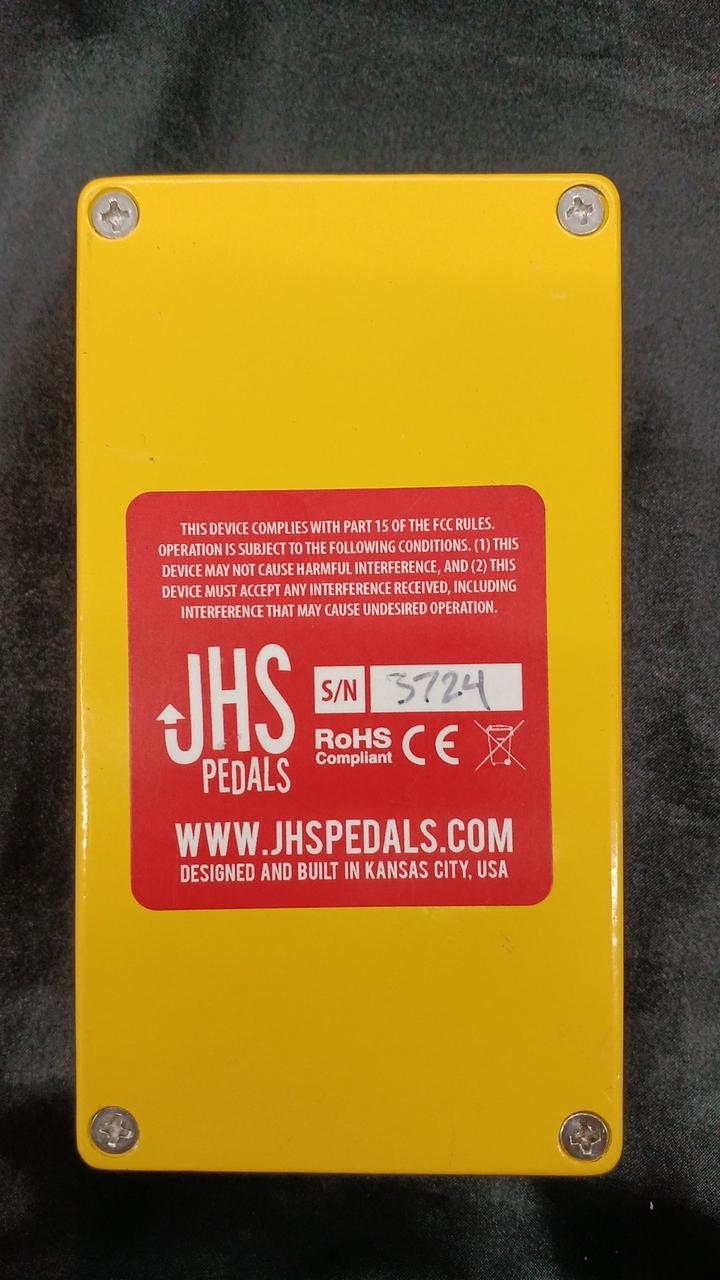 THIS DEVICE COMPLIES WITH PART 15 OF THE FCC RULES.
OPERATION IS SUBJECT TO THE FOLLOWING CONDITIONS. (1) THIS
DEVICE MAY NOT CAUSE HARMFUL INTERFERENCE, AND (2) THIS
DEVICE MUST ACCEPT ANY INTERFERENCE RECEIVED, INCLUDING
INTERFERENCE THAT MAY CAUSE UNDESIRED OPERATION.
JHS
PEDALS
S/N 3724
RoHS
Compliant
CE
WWW.JHSPEDALS.COM
DESIGNED AND BUILT IN KANSAS CITY, USA